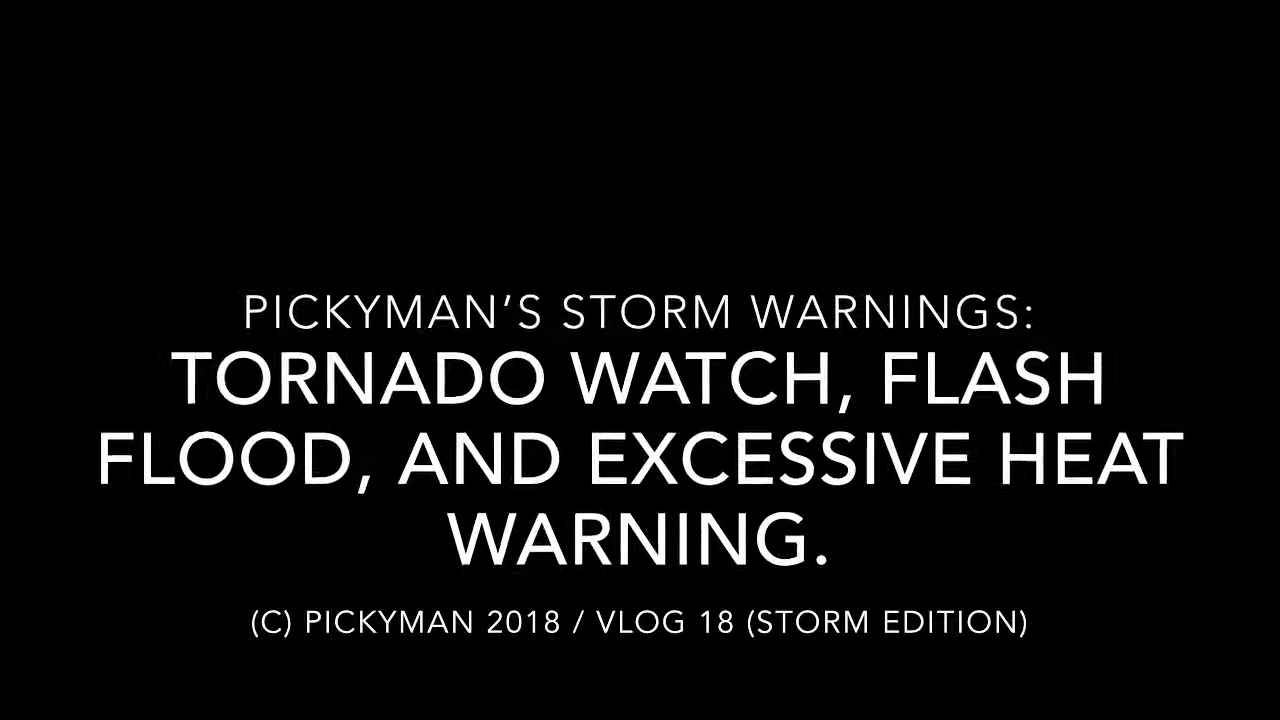 PICKYMAN’S STORM WARNINGS:
TORNADO WATCH, FLASH
FLOOD, AND EXCESSIVE HEAT
WARNING.
(C) PICKYMAN 2018 / VLOG 18 (STORM EDITION)